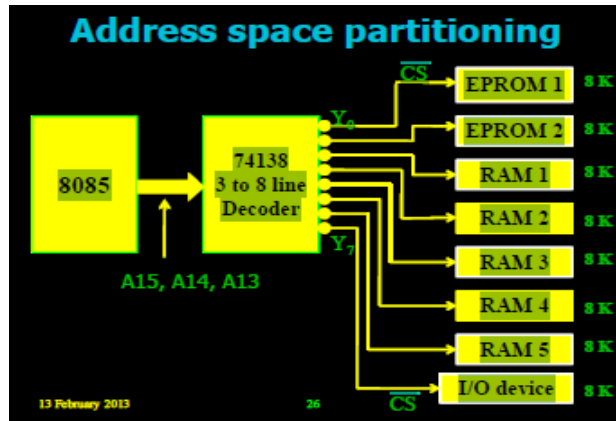 Address space partitioning
CS
EPROM 1 8 K
Y0
EPROM 2 8 K
8085
74138
3 to 8 line
Decoder
RAM 1 8 K
RAM 2 8 K
Y7
RAM 3 8 K
A15, A14, A13
RAM 4 8 K
RAM 5 8 K
I/O device 8 K
CS
13 February 2013 26